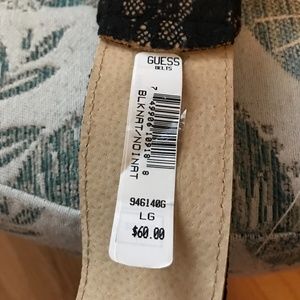 GUESS
BELTS
BLKNAT/NOINAT
946140G
LG
$60.00